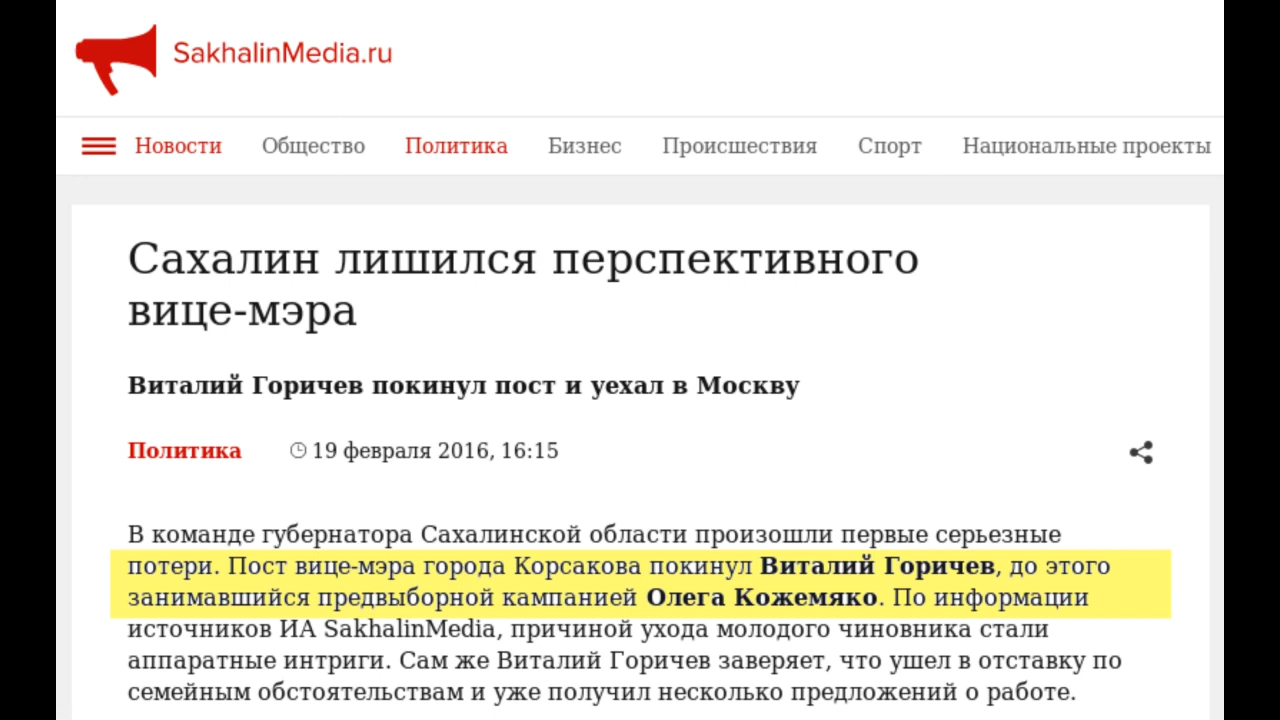 SakhalinMedia.ru
Новости Общество Политика Бизнес Происшествия Спорт Национальные проекты
Сахалин лишился перспективного
вице-мэра
Виталий Горичев покинул пост и уехал в Москву
Политика 19 февраля 2016, 16:15
В команде губернатора Сахалинской области произошли первые серьезные
потери. Пост вице-мэра города Корсакова покинул Виталий Горичев, до этого
занимавшийся предвыборной кампанией Олега Кожемяко. По информации
источников ИА SakhalinMedia, причиной ухода молодого чиновника стали
аппаратные интриги. Сам же Виталий Горичев заверяет, что ушел в отставку по
семейным обстоятельствам и уже получил несколько предложений о работе.